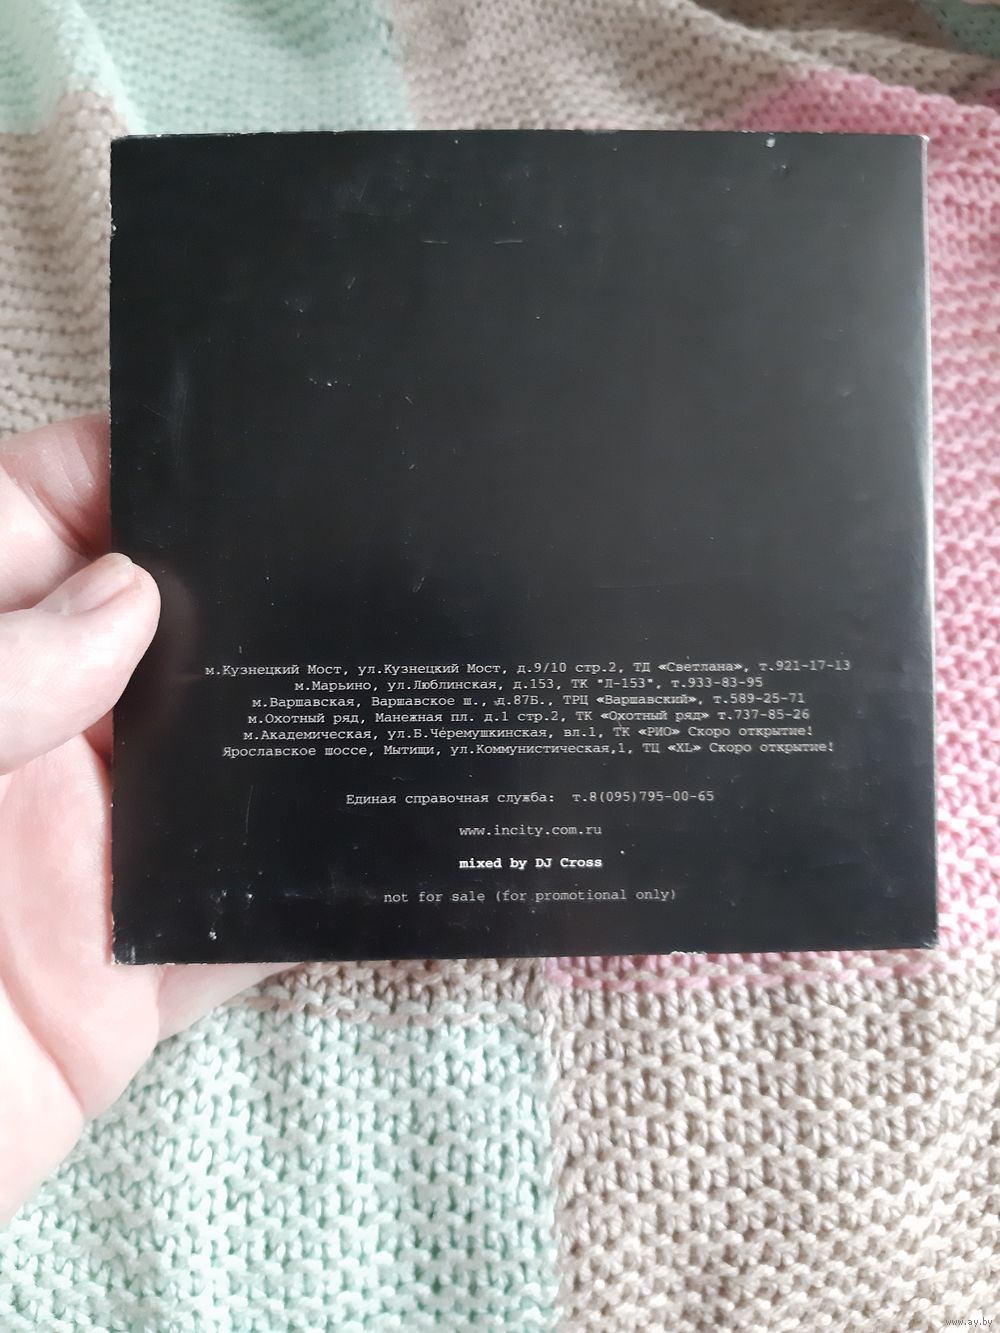 м.Кузнецкий Мост, ул.Кузнецкий Мост, д.9/10 стр.2, ТД «Светлана», т.921-17-13
м.Марьино, ул.Люблинская, д.153, ТК "Л-153", т.933-83-95
м.Варшавская, Варшавское ш., д.87Б., ТРЦ «Варшавский», т.589-25-71
м.Охотный ряд, Манежная пл. д.1 стр.2, ТК «Охотный ряд» т.737-85-26
м.Академическая, ул.Б.Черемушкинская, вл.1, ТК «РИО» Скоро открытие!
Ярославское шоссе, Мытищи, ул.Коммунистическая,1, ТЦ «XL» Скоро открытие!
Единая справочная служба: т.8(095)795-00-65
www.incity.com.ru
mixed by DJ Cross
not for sale (for promotional only)
www.ay.by